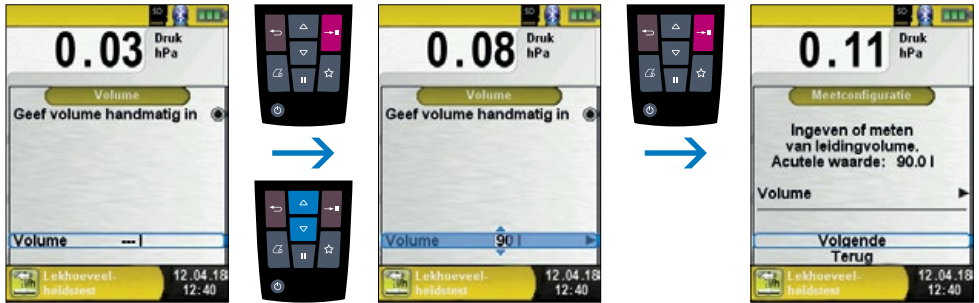 SD
0.03
Druk
hPa
Volume
Geef volume handmatig in
Volume --- l
Lekhoeveel-
heidstest
12.04.18
12:40
SD
0.08
Druk
hPa
Volume
Geef volume handmatig in
Volume 90 l
Lekhoeveel-
heidstest
12.04.18
12:40
SD
0.11
Druk
hPa
Meetconfiguratie
Ingeven of meten
van leidingvolume.
Acutele waarde: 90.0 l
Volume
Volgende
Terug
Lekhoeveel-
heidstest
12.04.18
12:40